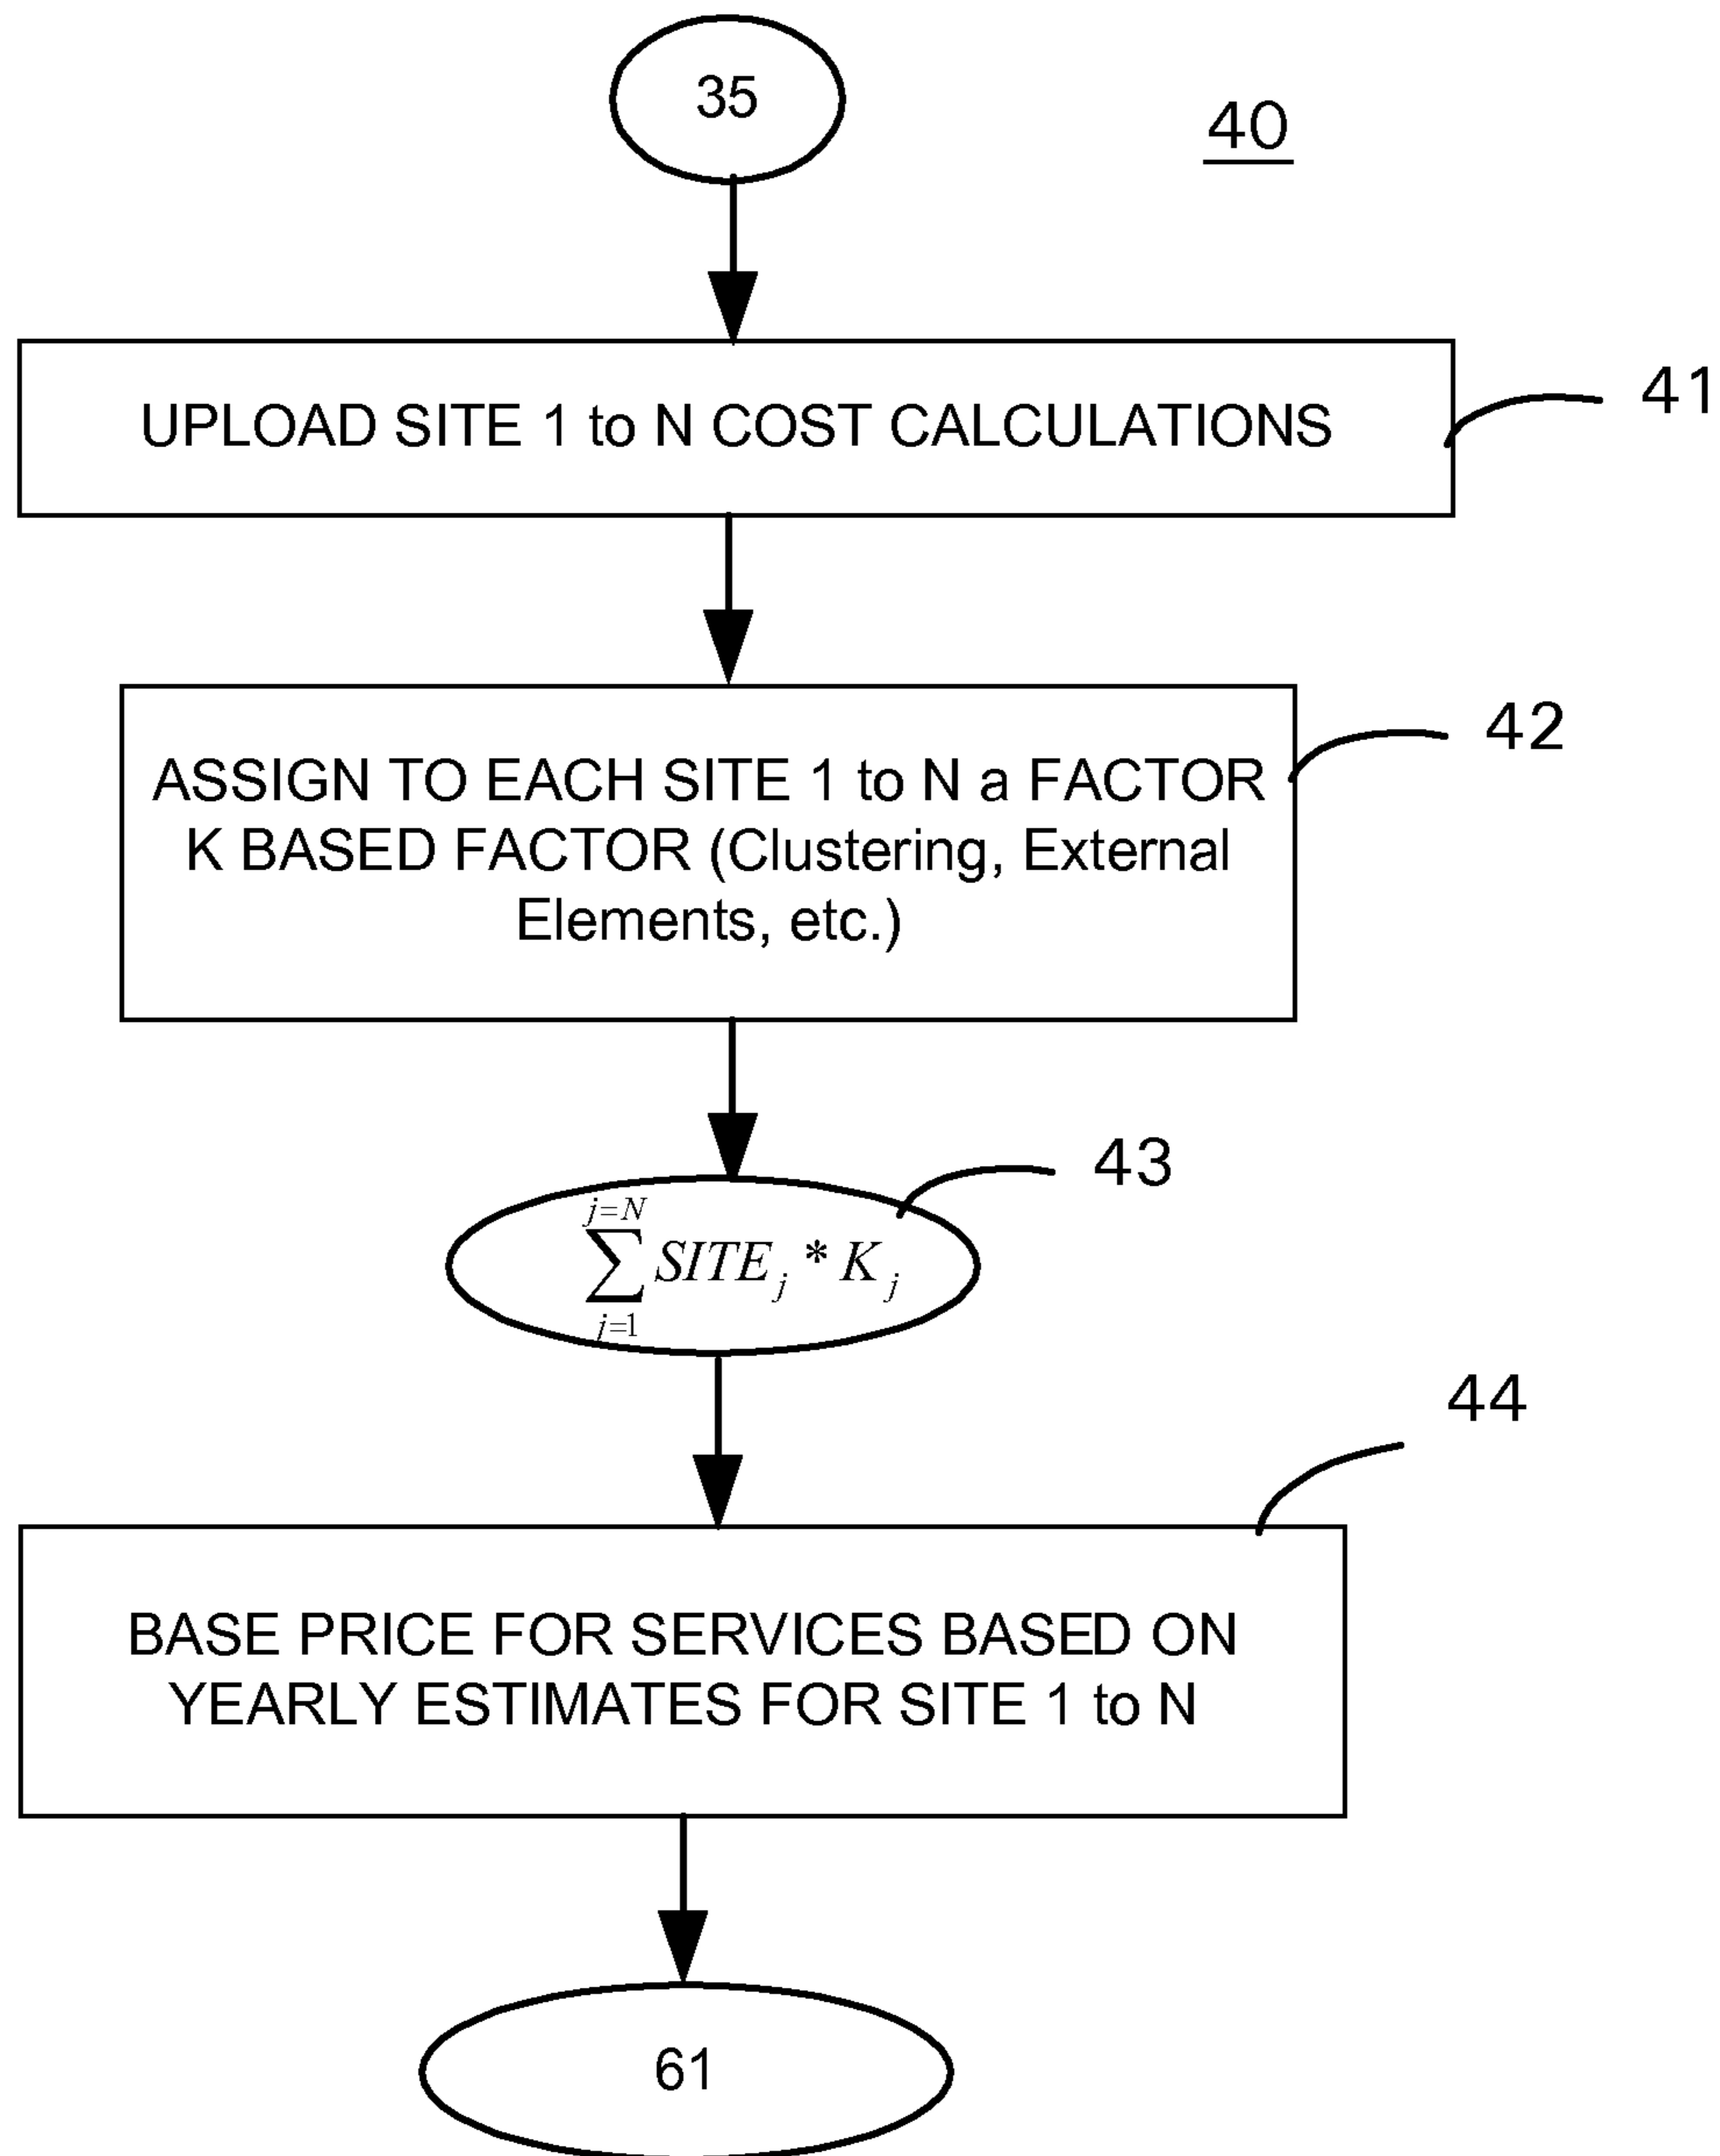 35
40
UPLOAD SITE 1 to N COST CALCULATIONS
41
ASSIGN TO EACH SITE 1 to N a FACTOR
K BASED FACTOR (Clustering, External
Elements, etc.)
42
j=N
∑ SITE_j * K_j
j=1
43
44
BASE PRICE FOR SERVICES BASED ON
YEARLY ESTIMATES FOR SITE 1 to N
61